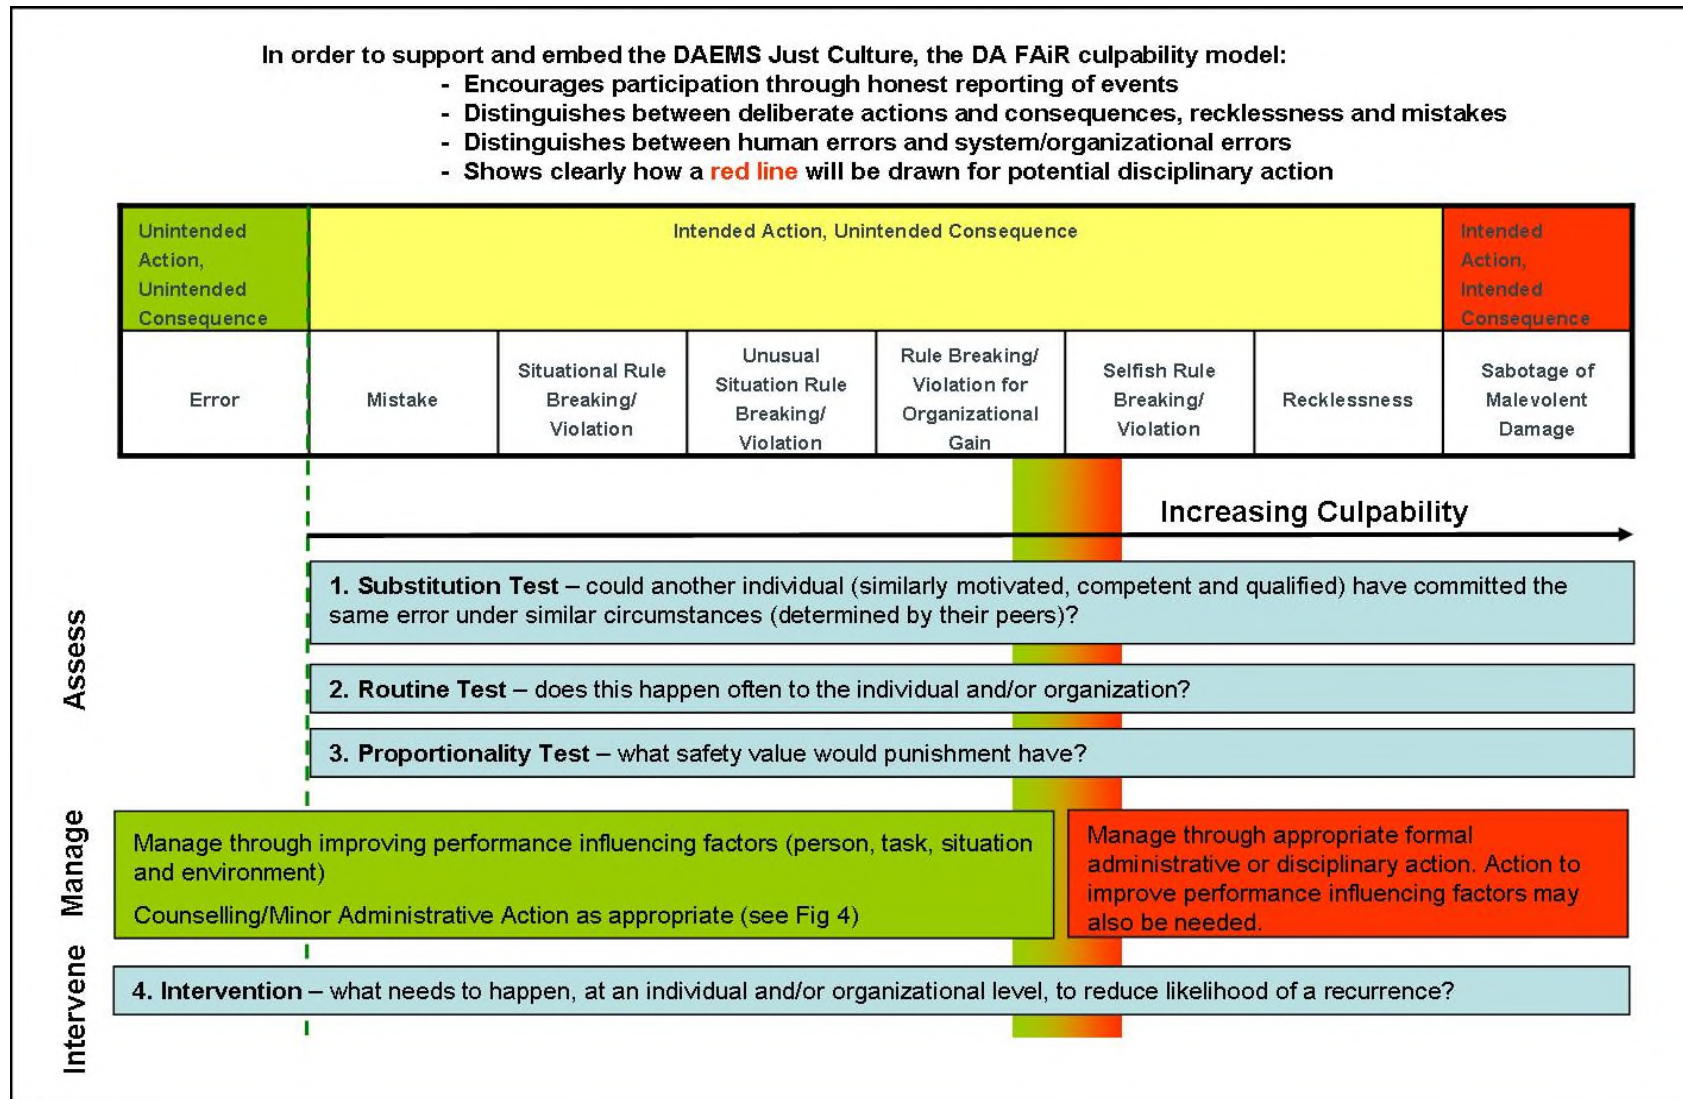 In order to support and embed the DAEMS Just Culture, the DA FAiR culpability model:
- Encourages participation through honest reporting of events
- Distinguishes between deliberate actions and consequences, recklessness and mistakes
- Distinguishes between human errors and system/organizational errors
- Shows clearly how a red line will be drawn for potential disciplinary action
Unintended
Action,
Unintended
Consequence
Intended Action, Unintended Consequence
Intended
Action,
Intended
Consequence
Error
Mistake
Situational Rule
Breaking/
Violation
Unusual
Situation Rule
Breaking/
Violation
Rule Breaking/
Violation for
Organizational
Gain
Selfish Rule
Breaking/
Violation
Recklessness
Sabotage of
Malevolent
Damage
Increasing Culpability
Assess
1. Substitution Test – could another individual (similarly motivated, competent and qualified) have committed the
same error under similar circumstances (determined by their peers)?
2. Routine Test – does this happen often to the individual and/or organization?
3. Proportionality Test – what safety value would punishment have?
Manage
Manage through improving performance influencing factors (person, task, situation
and environment)
Counselling/Minor Administrative Action as appropriate (see Fig 4)
Manage through appropriate formal
administrative or disciplinary action. Action to
improve performance influencing factors may
also be needed.
Intervene
4. Intervention – what needs to happen, at an individual and/or organizational level, to reduce likelihood of a recurrence?